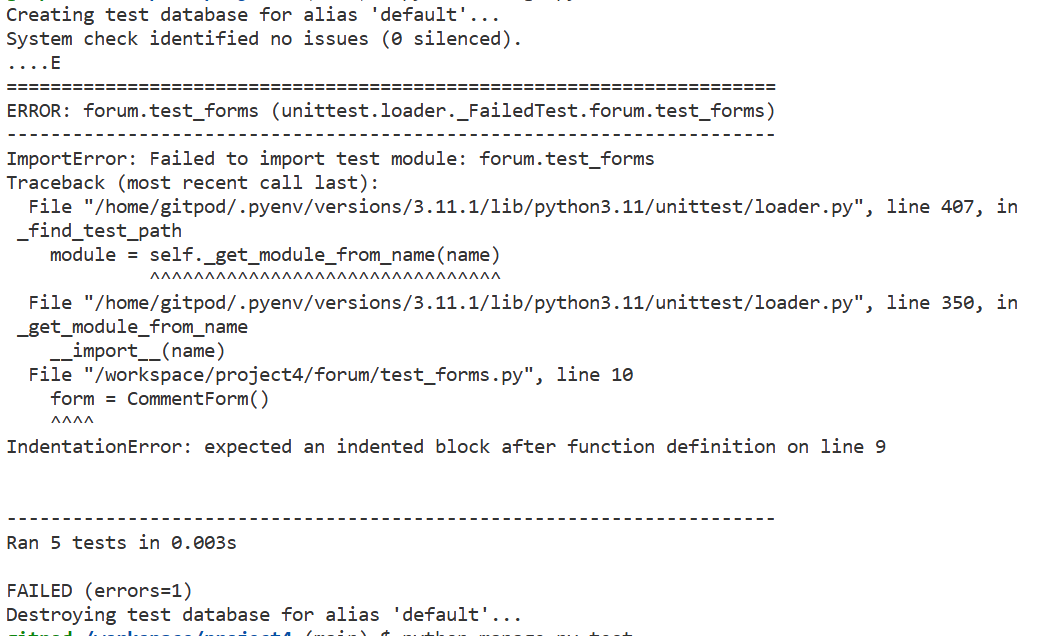 Creating test database for alias 'default'...
System check identified no issues (0 silenced).
....E
======================================================================
ERROR: forum.test_forms (unittest.loader._FailedTest.forum.test_forms)
----------------------------------------------------------------------
ImportError: Failed to import test module: forum.test_forms
Traceback (most recent call last):
  File "/home/gitpod/.pyenv/versions/3.11.1/lib/python3.11/unittest/loader.py", line 407, in
 _find_test_path
    module = self._get_module_from_name(name)
             ^^^^^^^^^^^^^^^^^^^^^^^^^^^^^^^^
  File "/home/gitpod/.pyenv/versions/3.11.1/lib/python3.11/unittest/loader.py", line 350, in
 _get_module_from_name
    __import__(name)
  File "/workspace/project4/forum/test_forms.py", line 10
    form = CommentForm()
    ^^^^
IndentationError: expected an indented block after function definition on line 9
----------------------------------------------------------------------
Ran 5 tests in 0.003s
FAILED (errors=1)
Destroying test database for alias 'default'...